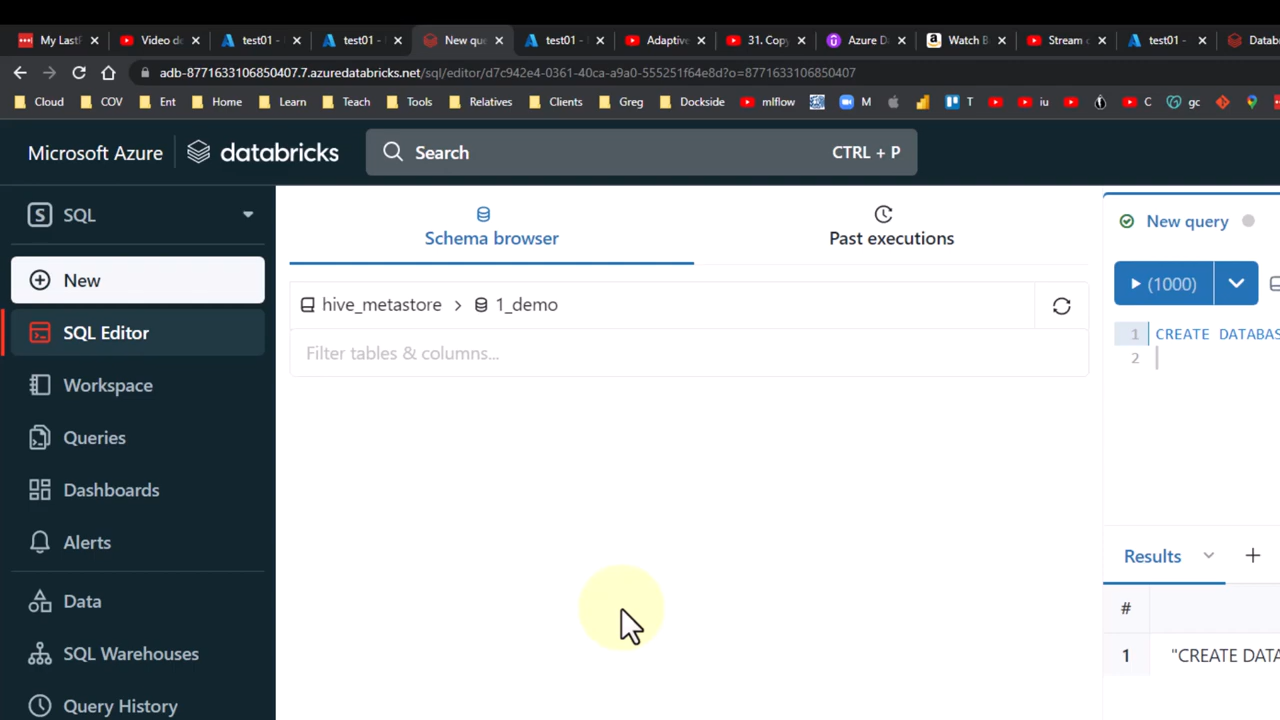 My LastP
Video de
test01 -
test01 -
New que
test01 -
Adaptive
31. Copy
Azure Da
Watch B
Stream c
test01 -
Datab
adb-8771633106850407.7.azuredatabricks.net/sql/editor/d7c942e4-0361-40ca-a9a0-555251f64e8d?o=8771633106850407
Cloud COV Ent Home Learn Teach Tools Relatives Clients Greg Dockside mlflow M T iu C gc
Microsoft Azure databricks Search CTRL + P
SQL
New
SQL Editor
Workspace
Queries
Dashboards
Alerts
Data
SQL Warehouses
Query History
Schema browser
Past executions
hive_metastore > 1_demo
Filter tables & columns...
New query
(1000)
1 CREATE DATABAS
2
Results
#
1 "CREATE DATA